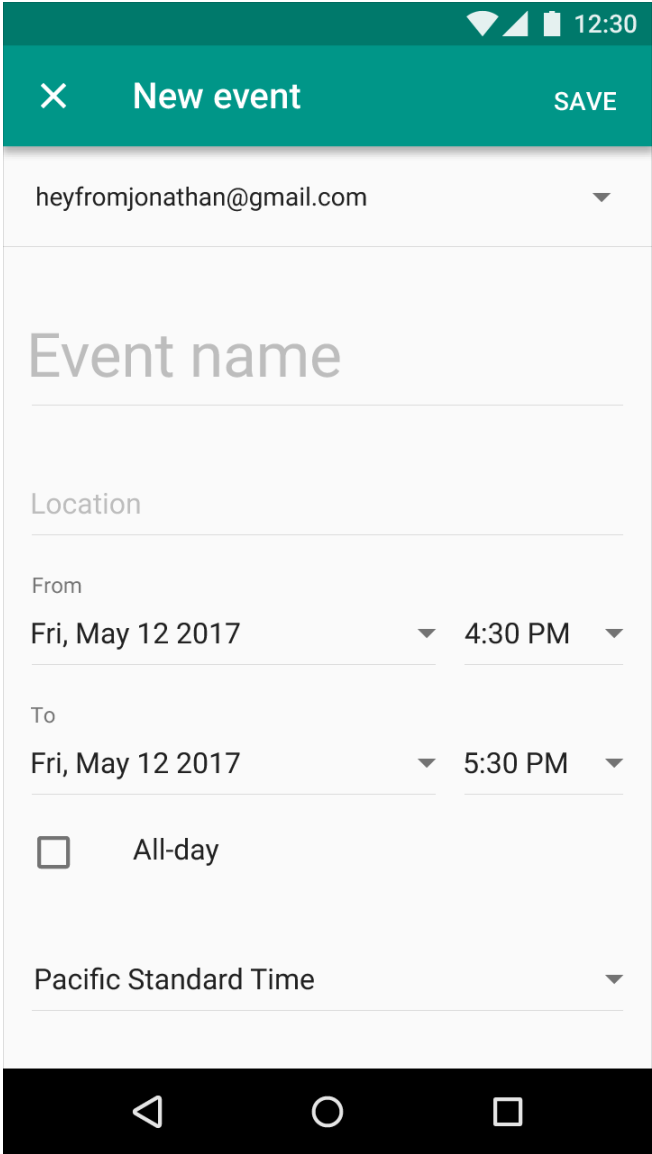 12:30
New event SAVE
heyfromjonathan@gmail.com
Event name
Location
From
Fri, May 12 2017 4:30 PM
To
Fri, May 12 2017 5:30 PM
All-day
Pacific Standard Time